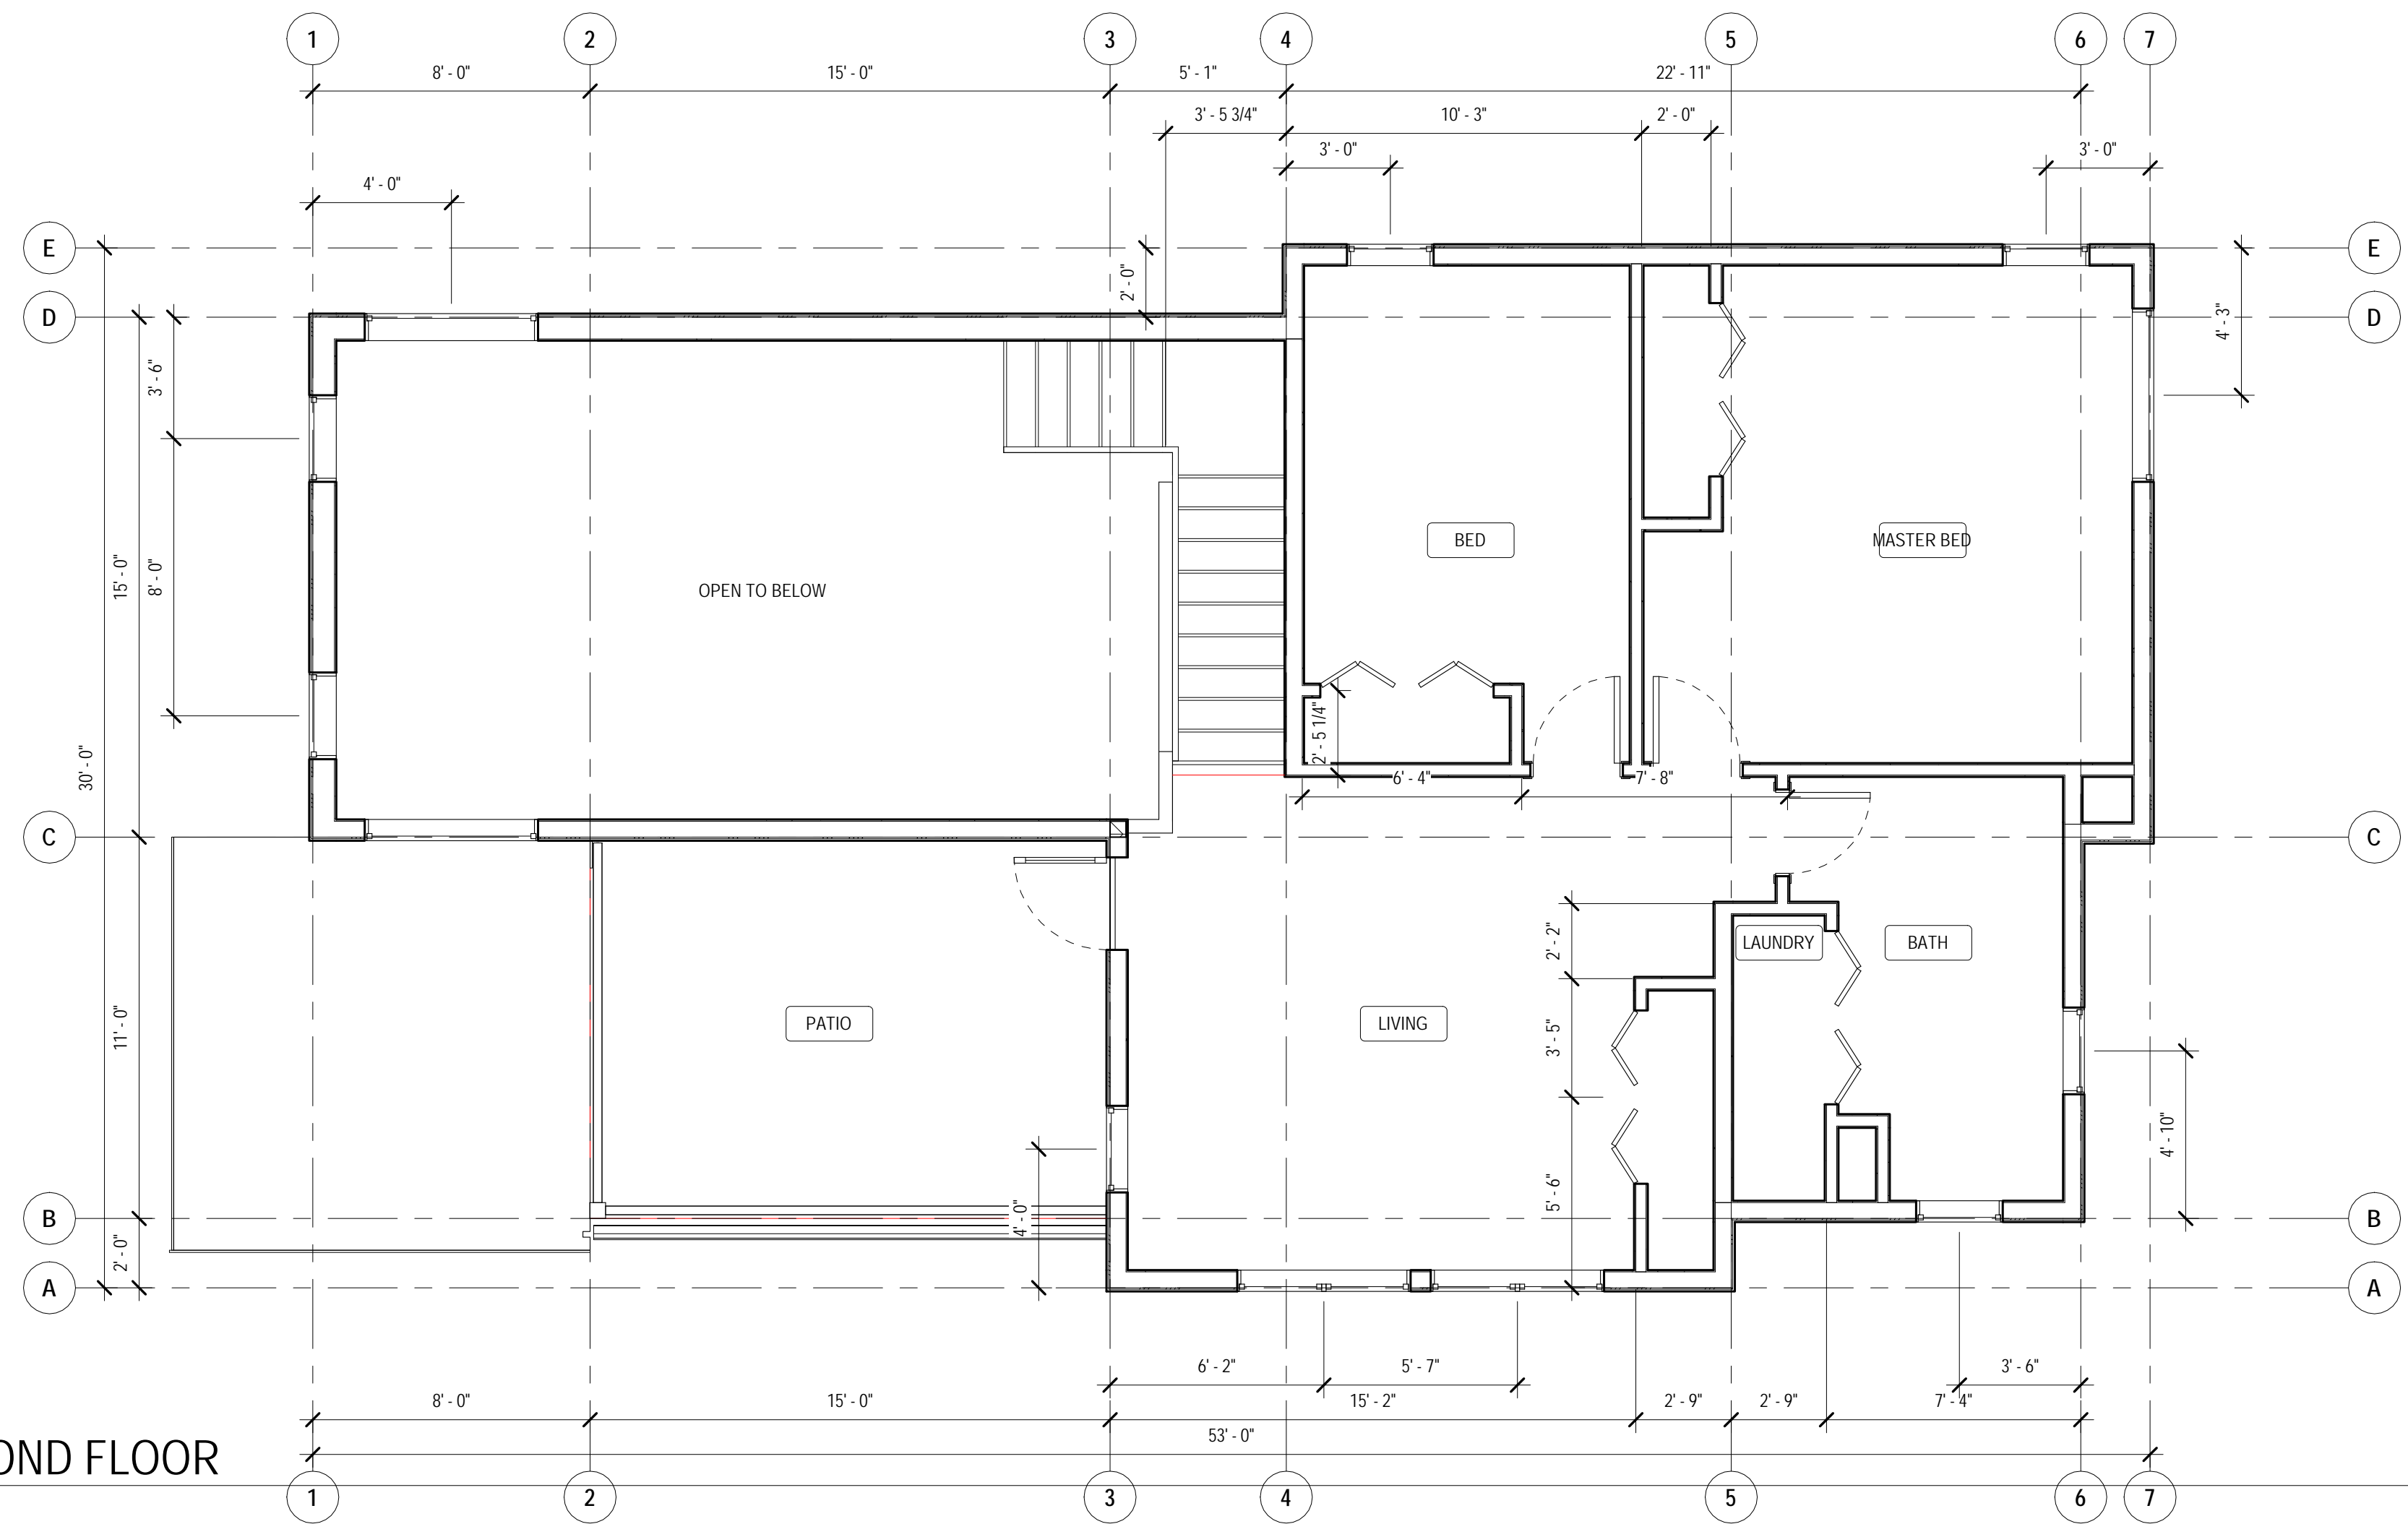 1 2 3 4 5 6 7
8' - 0" 15' - 0" 5' - 1" 22' - 11"
3' - 5 3/4" 10' - 3" 2' - 0"
3' - 0" 3' - 0"
4' - 0"
E E
2' - 0"
D D
4' - 3"
3' - 6"
BED MASTER BED
15' - 0"
8' - 0"
OPEN TO BELOW
2' - 5 1/4"
30' - 0"
6' - 4" 7' - 8"
C C
2' - 2"
LAUNDRY BATH
11' - 0"
PATIO LIVING
3' - 5"
4' - 10"
5' - 6"
4' - 0"
B B
2' - 0"
A A
6' - 2" 5' - 7" 3' - 6"
8' - 0" 15' - 0" 15' - 2" 2' - 9" 2' - 9" 7' - 4"
53' - 0"
OND FLOOR
1 2 3 4 5 6 7